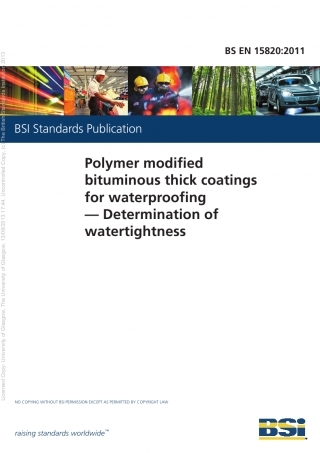 BS EN 15820:2011
BSI Standards Publication
Polymer modified
bituminous thick coatings
for waterproofing
— Determination of
watertightness
NO COPYING WITHOUT BSI PERMISSION EXCEPT AS PERMITTED BY COPYRIGHT LAW
raising standards worldwide™
BSi
Licensed Copy: University of Glasgow, The University of Glasgow, 13/09/2013 17:44, Uncontrolled Copy, (c) The British Standards Institution 2013